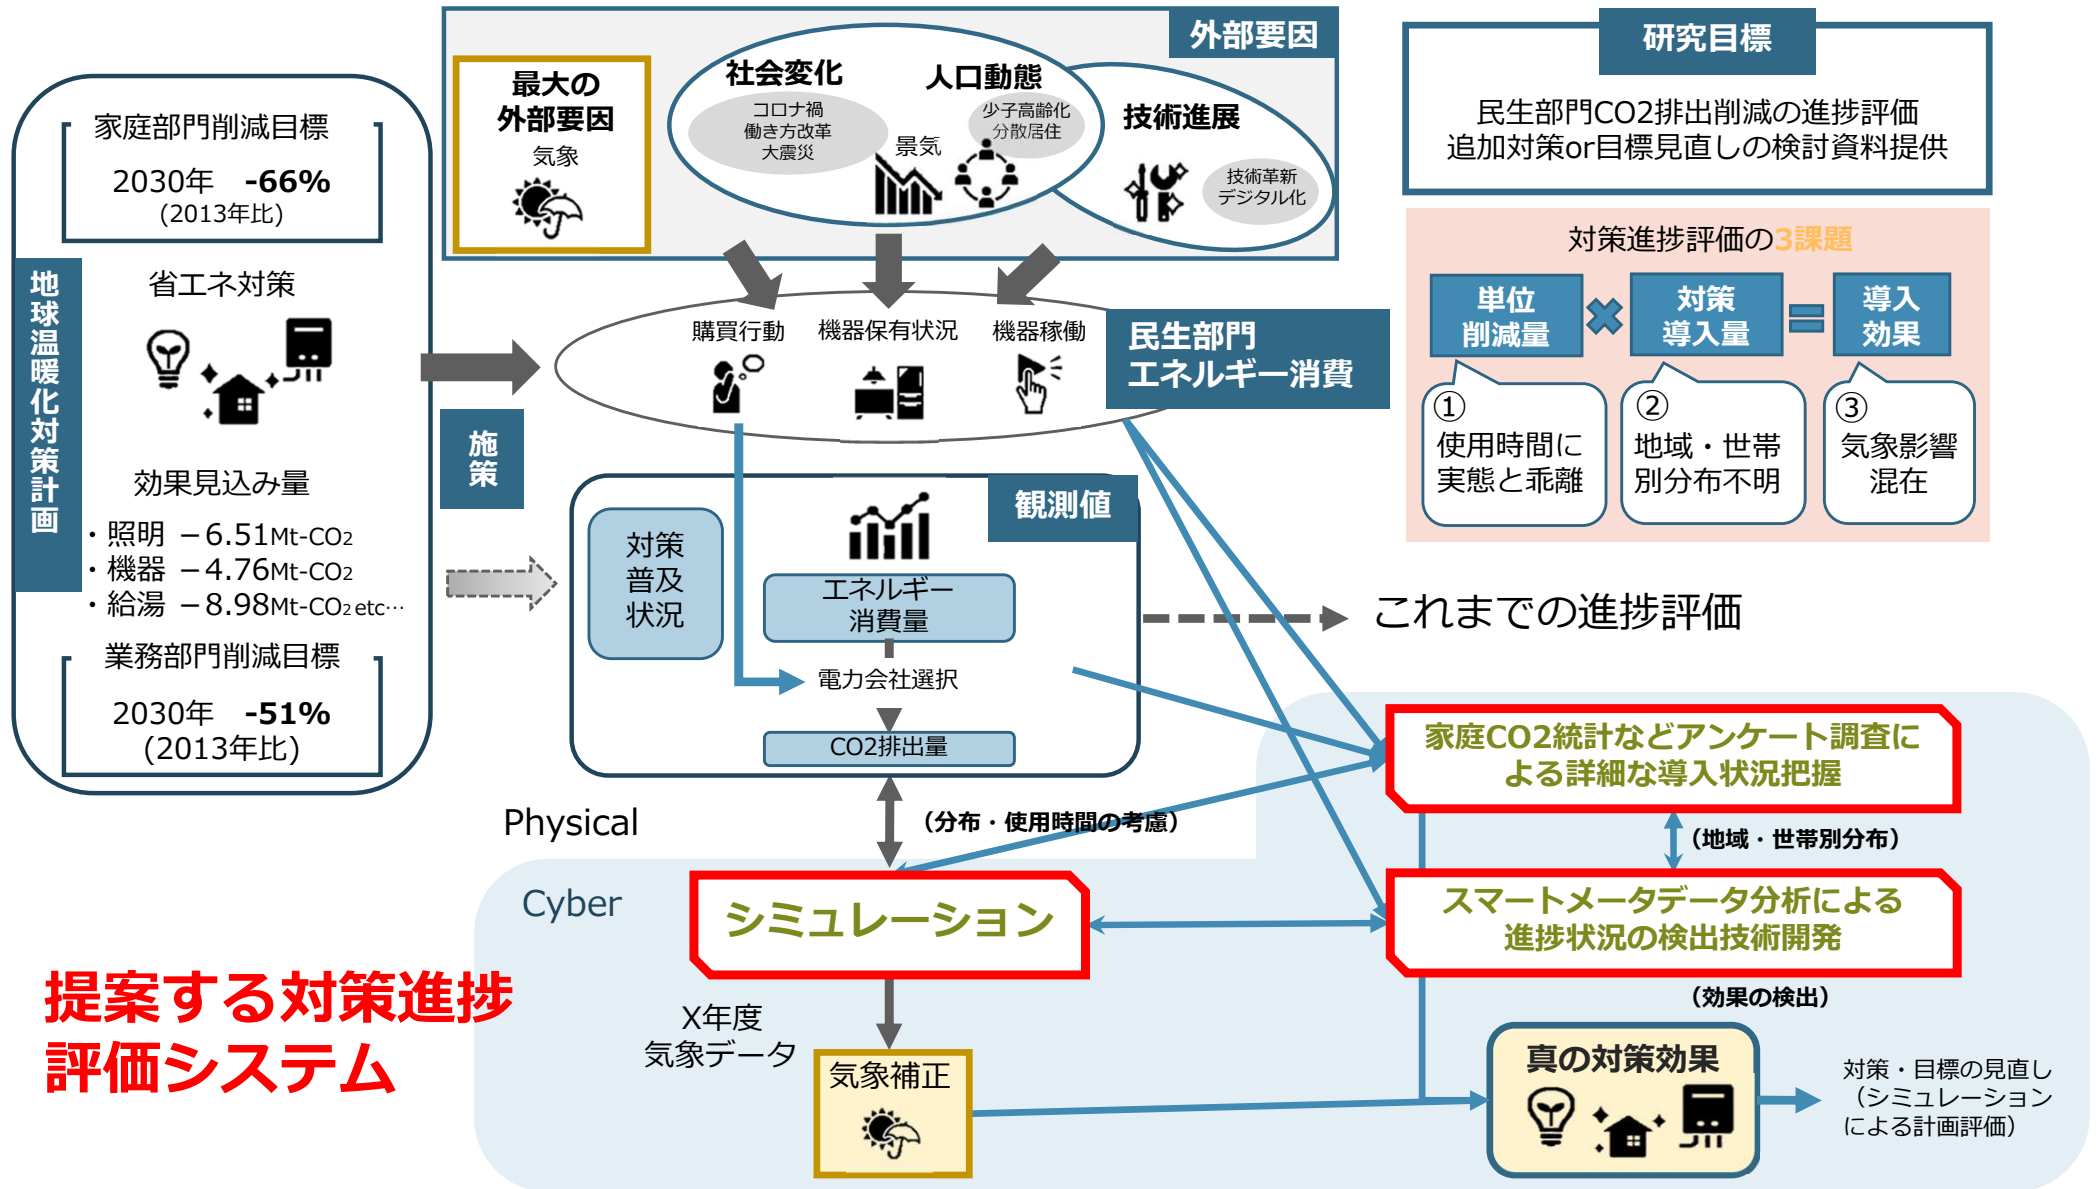 外部要因
最大の
外部要因
気象
社会変化
コロナ禍
働き方改革
大震災
人口動態
少子高齢化
分散居住
景気
技術進展
技術革新
デジタル化
研究目標
民生部門CO2排出削減の進捗評価
追加対策or目標見直しの検討資料提供
地球温暖化対策計画
家庭部門削減目標
2030年 -66%
(2013年比)
省エネ対策
効果見込み量
・照明 －6.51Mt-CO2
・機器 －4.76Mt-CO2
・給湯 －8.98Mt-CO2 etc…
業務部門削減目標
2030年 -51%
(2013年比)
施策
購買行動
機器保有状況
機器稼働
民生部門
エネルギー消費
対策進捗評価の3課題
単位
削減量
対策
導入量
導入
効果
①
使用時間に
実態と乖離
②
地域・世帯
別分布不明
③
気象影響
混在
観測値
対策
普及
状況
エネルギー
消費量
電力会社選択
CO2排出量
これまでの進捗評価
Physical
（分布・使用時間の考慮）
Cyber
シミュレーション
家庭CO2統計などアンケート調査に
よる詳細な導入状況把握
（地域・世帯別分布）
スマートメータデータ分析による
進捗状況の検出技術開発
（効果の検出）
提案する対策進捗
評価システム
X年度
気象データ
気象補正
真の対策効果
対策・目標の見直し
（シミュレーション
による計画評価）